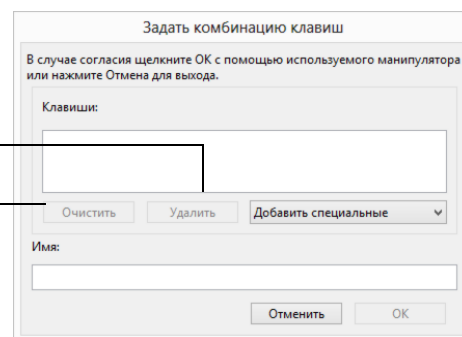 Задать комбинацию клавиш
В случае согласия щелкните ОК с помощью используемого манипулятора
или нажмите Отмена для выхода.
Клавиши:
Очистить Удалить Добавить специальные
Имя:
Отменить ОК